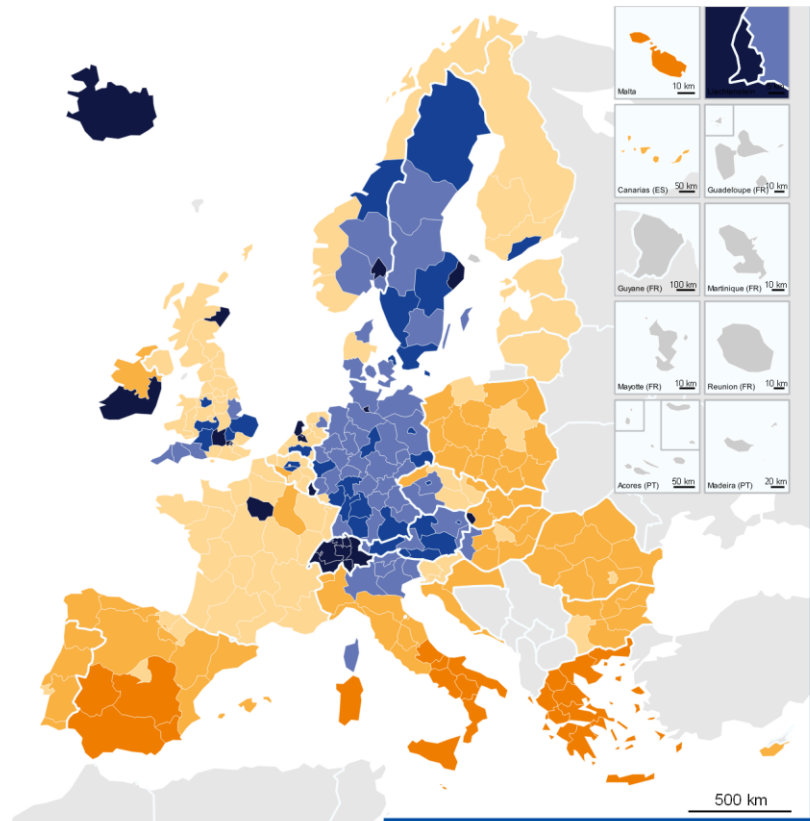 Malta
10 km
Liechtenstein
Canarias (ES)
50 km
Guadeloupe (FR)
10 km
Guyane (FR)
100 km
Martinique (FR)
10 km
Mayotte (FR)
10 km
Reunion (FR)
10 km
Acores (PT)
50 km
Madeira (PT)
20 km
500 km